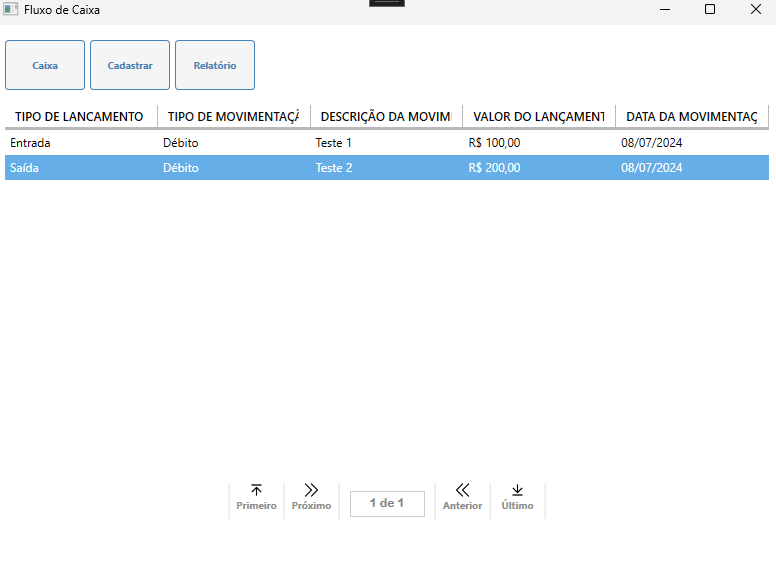 Fluxo de Caixa
Caixa Cadastrar Relatório
TIPO DE LANCAMENTO TIPO DE MOVIMENTAÇÃ DESCRIÇÃO DA MOVIM VALOR DO LANÇAMENT DATA DA MOVIMENTAÇ
Entrada Débito Teste 1 R$ 100,00 08/07/2024
Saída Débito Teste 2 R$ 200,00 08/07/2024
Primeiro Próximo 1 de 1 Anterior Último